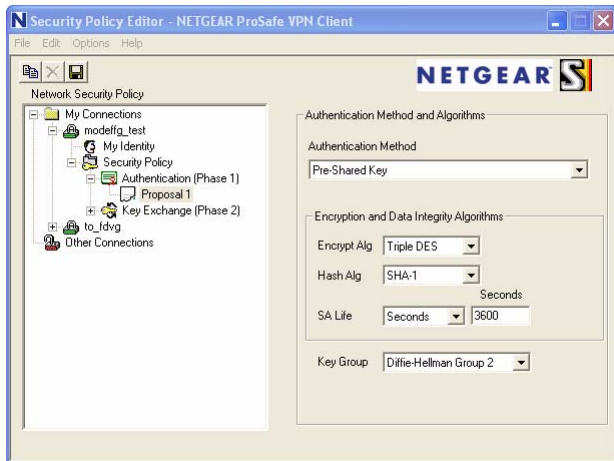 N Security Policy Editor - NETGEAR ProSafe VPN Client
File Edit Options Help
NETGEAR
Network Security Policy
My Connections
modeffg_test
My Identity
Security Policy
Authentication (Phase 1)
Proposal 1
Key Exchange (Phase 2)
to_fdvg
Other Connections
Authentication Method and Algorithms
Authentication Method
Pre-Shared Key
Encryption and Data Integrity Algorithms
Encrypt Alg Triple DES
Hash Alg SHA-1
Seconds
SA Life Seconds 3600
Key Group Diffie-Hellman Group 2